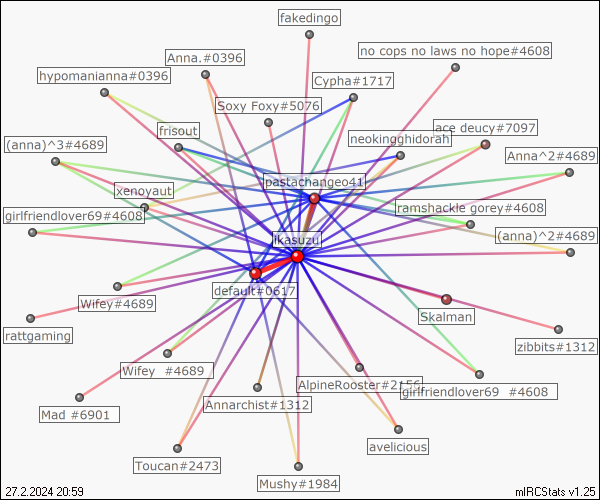 fakedingo
no cops no laws no hope#4608
Anna.#0396
hypomanianna#0396
Cypha#1717
Soxy Foxy#5076
frisout
ace deucy#7097
neokingghidorah
(anna)^3#4689
Anna^2#4689
pastachangeo41
xenoyaut
girlfriendlover69#4608
ramshackle gorey#4608
(anna)^2#4689
ikasuzu
default#0617
Wifey#4689
Skalman
rattgaming
zibbits#1312
Wifey #4689
AlpineRooster#2156
girlfriendlover69 #4608
Annarchist#1312
Mad #6901
avelicious
Toucan#2473
Mushy#1984
27.2.2024 20:59
mIRCStats v1.25